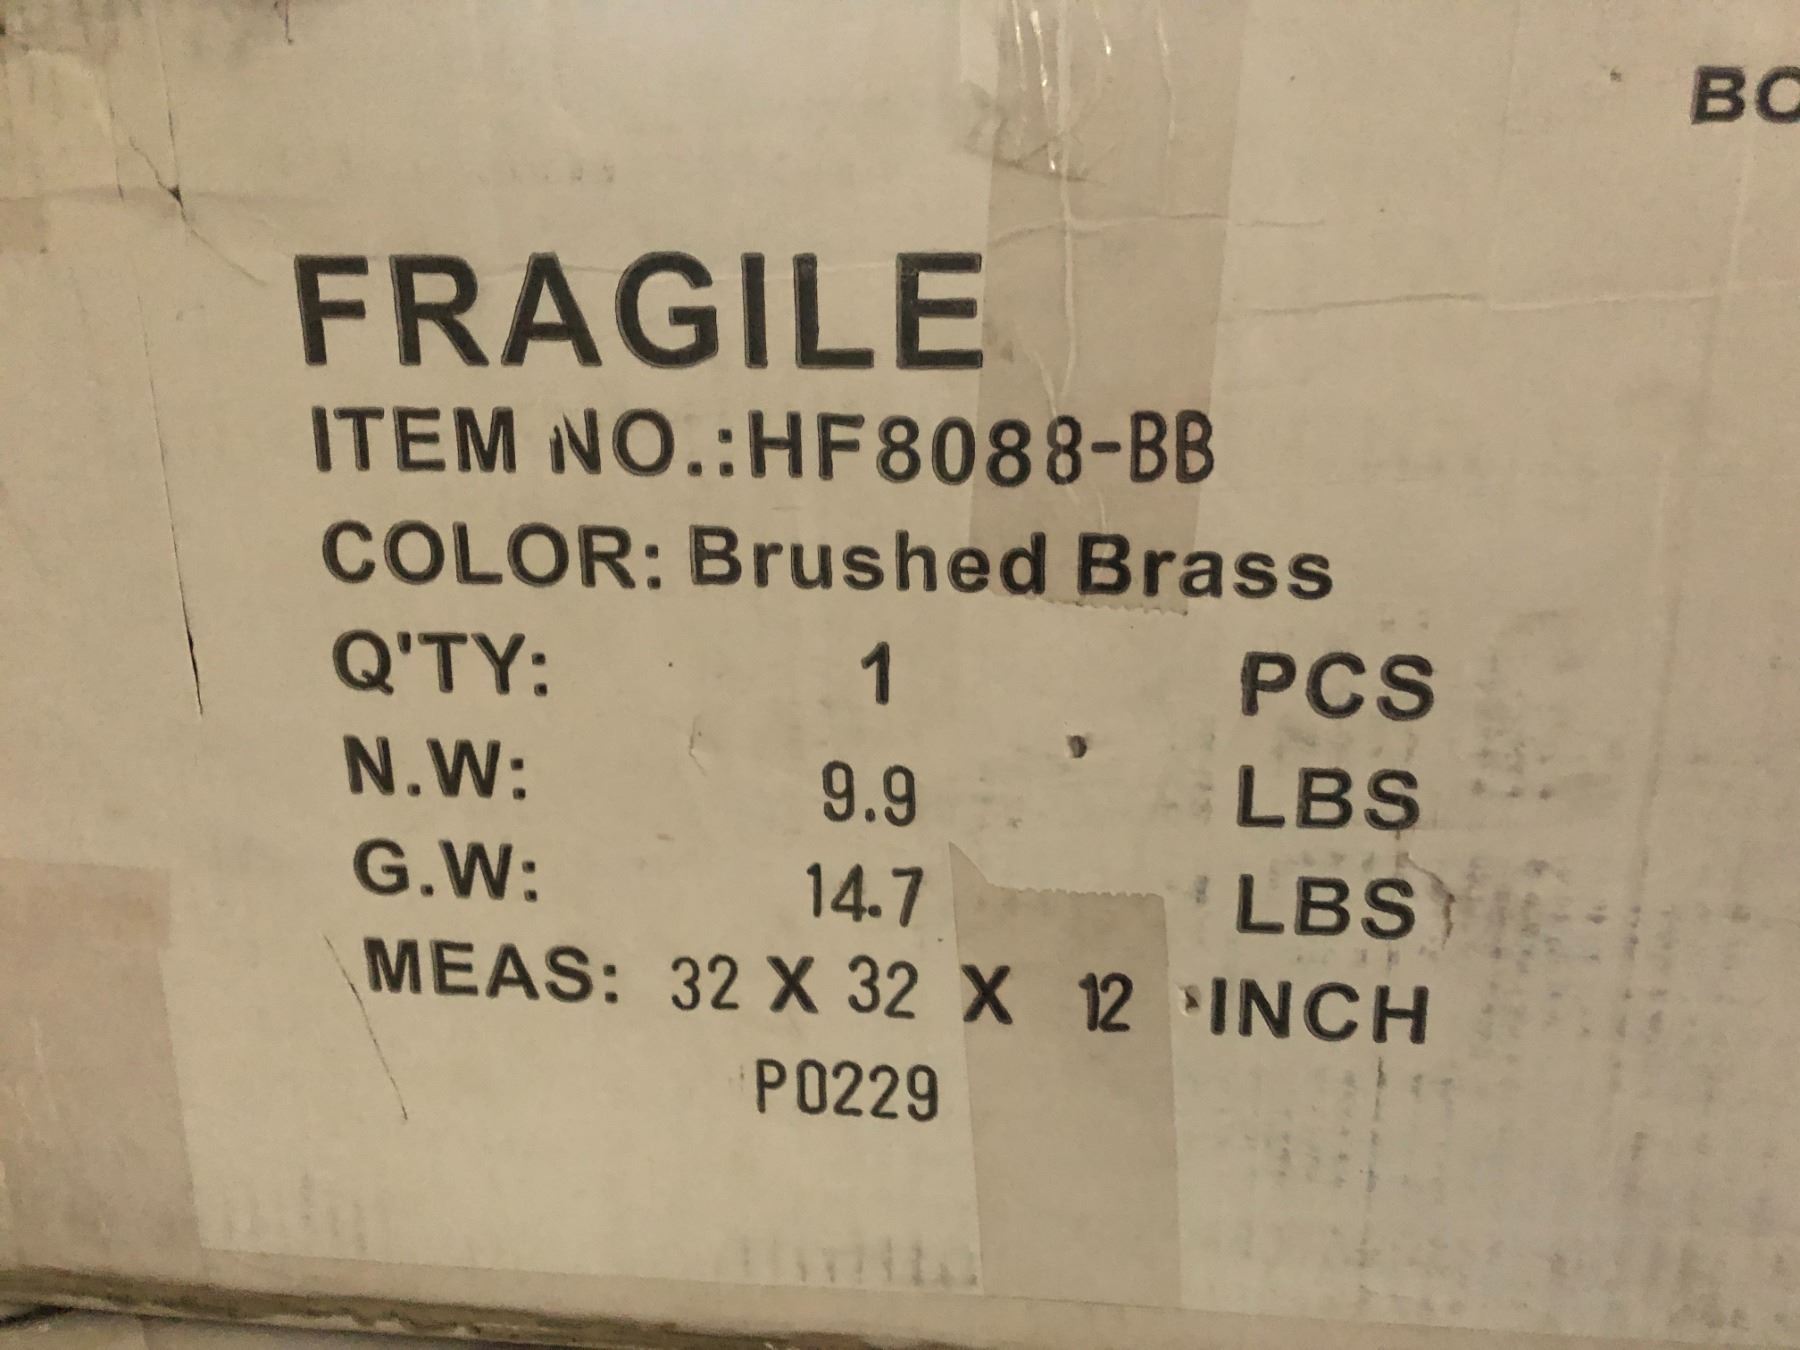 FRAGILE
ITEM NO.:HF8088-BB
COLOR: Brushed Brass
Q'TY: 1 PCS
N.W: 9.9 LBS
G.W: 14.7 LBS
MEAS: 32 X 32 X 12 INCH
P0229